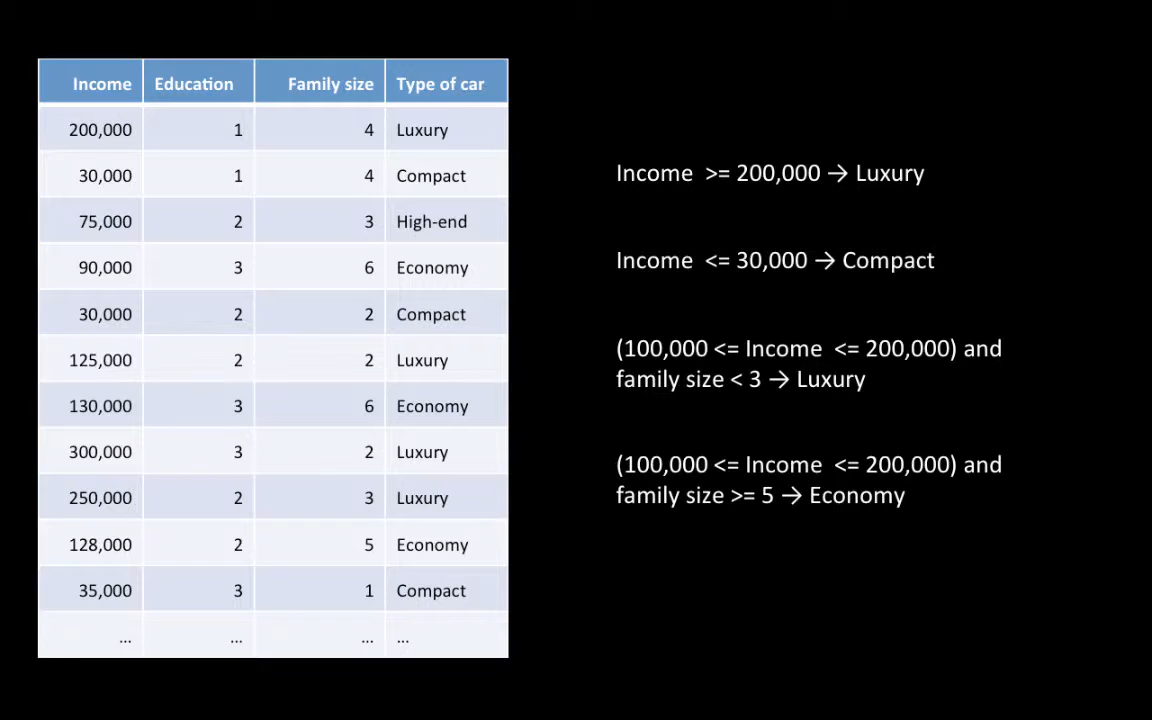 Income Education Family size Type of car
200,000 1 4 Luxury
30,000 1 4 Compact
75,000 2 3 High-end
90,000 3 6 Economy
30,000 2 2 Compact
125,000 2 2 Luxury
130,000 3 6 Economy
300,000 3 2 Luxury
250,000 2 3 Luxury
128,000 2 5 Economy
35,000 3 1 Compact
... ... ... ...
Income >= 200,000 → Luxury
Income <= 30,000 → Compact
(100,000 <= Income <= 200,000) and
family size < 3 → Luxury
(100,000 <= Income <= 200,000) and
family size >= 5 → Economy